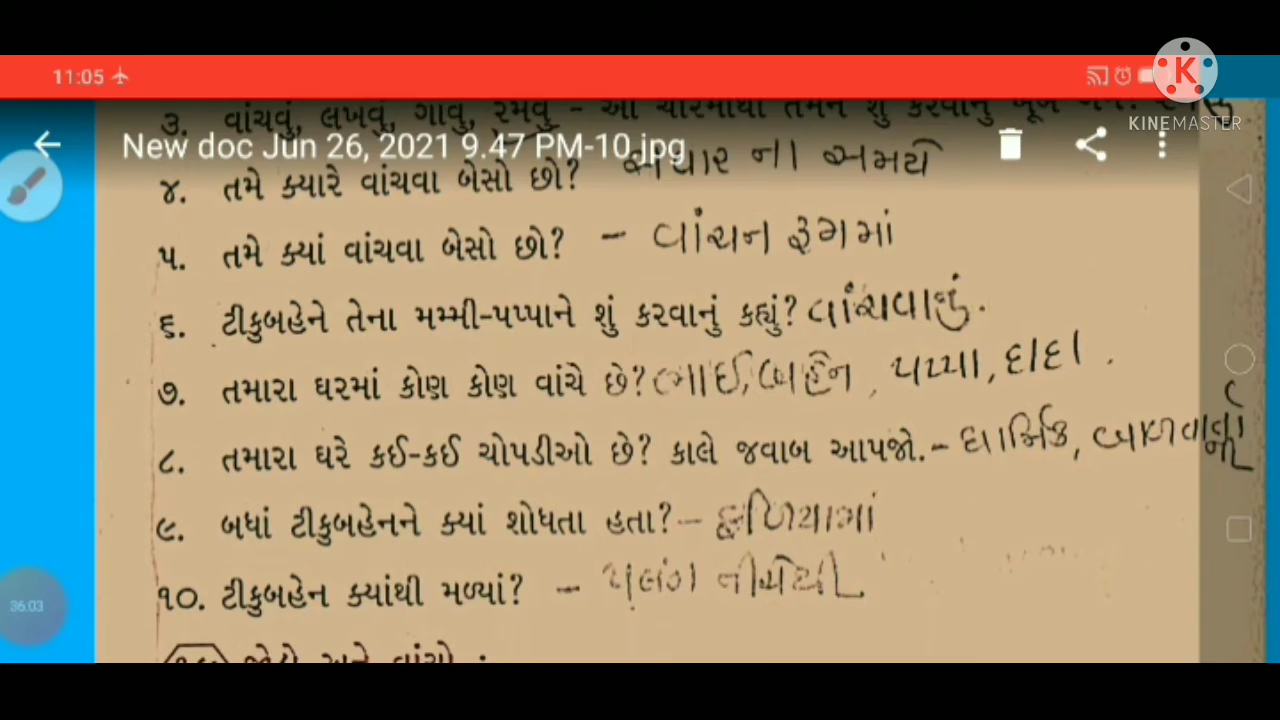 11:05
KINEMASTER
૩. વાંચવું, લખવું, ગાવુ, રમવુ - આ ચારમાંથી તમને શું કરવાનું ખૂબ ગમે?
New doc Jun 26, 2021 9.47 PM-10.jpg
૪. તમે ક્યારે વાંચવા બેસો છો? ના સમયે
૫. તમે ક્યાં વાંચવા બેસો છો? - વાંચન રૂમમાં
૬. ટીકુબહેને તેના મમ્મી-પપ્પાને શું કરવાનું કહ્યું? વાંચવાનું.
૭. તમારા ઘરમાં કોણ કોણ વાંચે છે? ભાઈ, બહેન, પપ્પા, દાદા.
૮. તમારા ઘરે કઈ-કઈ ચોપડીઓ છે? કાલે જવાબ આપજો. - ધાર્મિક,
૯. બધાં ટીકુબહેનને ક્યાં શોધતા હતા? - ફળિયામાં
36.03
૧૦. ટીકુબહેન ક્યાંથી મળ્યાં? - પલંગ નીચેથી
જોડો અને વાંચો :